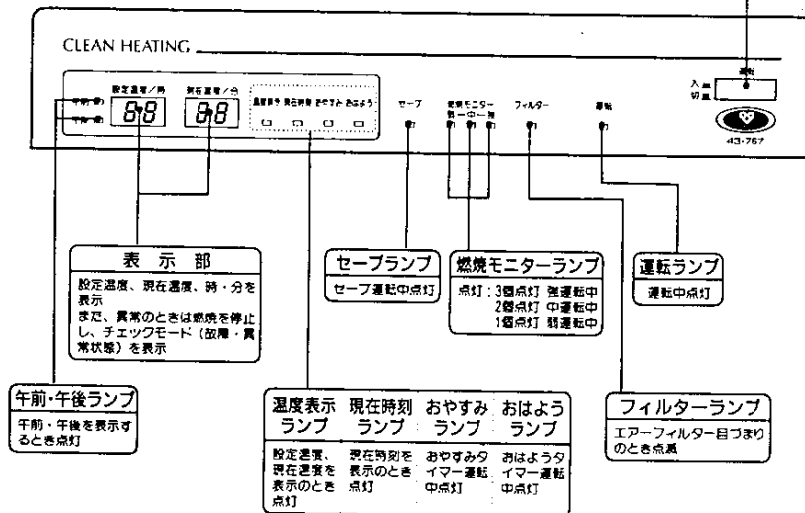 CLEAN HEATING
設定温度/時
現在温度/分
温度表示 現在時刻 おやすみ おはよう
セーブ
燃焼モニター
弱ー中ー強
フィルター
運転
運転
入
切
午前
午後
88
88
43-767
表示部
設定温度、現在温度、時・分を
表示
また、異常のときは燃焼を停止
し、チェックモード(故障・異
常状態)を表示
セーブランプ
セーブ運転中点灯
燃焼モニターランプ
点灯:3個点灯 強運転中
2個点灯 中運転中
1個点灯 弱運転中
運転ランプ
運転中点灯
午前・午後ランプ
午前・午後を表示す
るとき点灯
温度表示
ランプ
設定温度、
現在温度を
表示のとき
点灯
現在時刻
ランプ
現在時刻を
表示のとき
点灯
おやすみ
ランプ
おやすみタ
イマー運転
中点灯
おはよう
ランプ
おはようタ
イマー運転
中点灯
フィルターランプ
エアーフィルター目づまり
のとき点滅